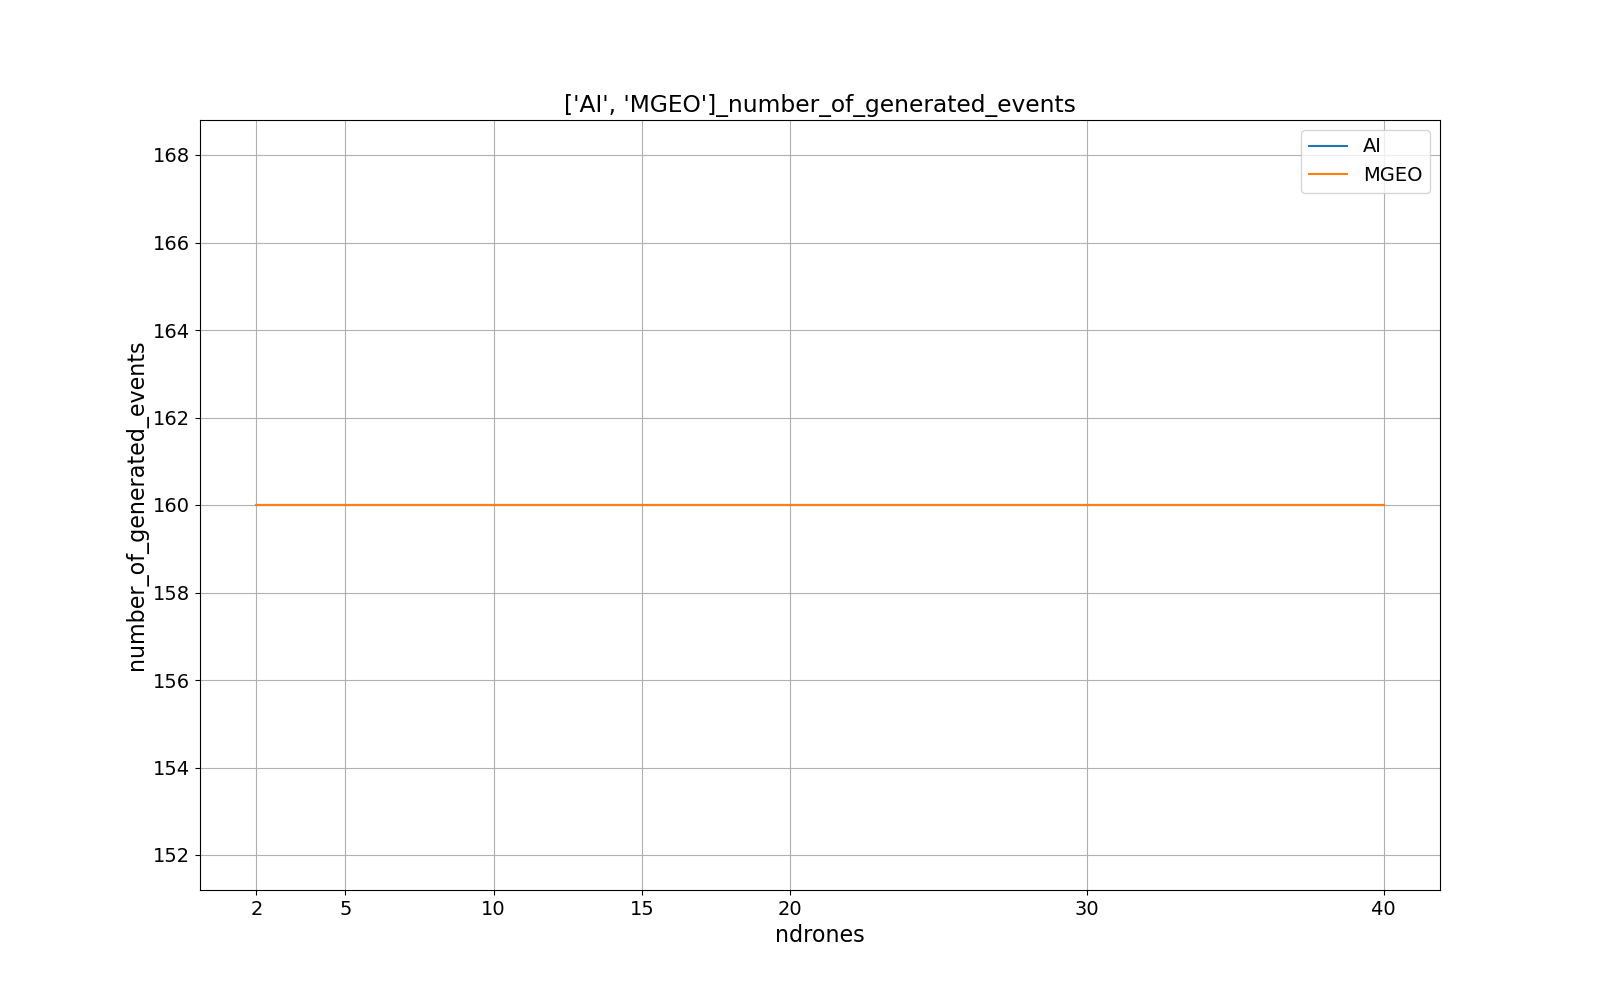 ['AI', 'MGEO']_number_of_generated_events
AI
MGEO
number_of_generated_events
168
166
164
162
160
158
156
154
152
2 5 10 15 20 30 40
ndrones